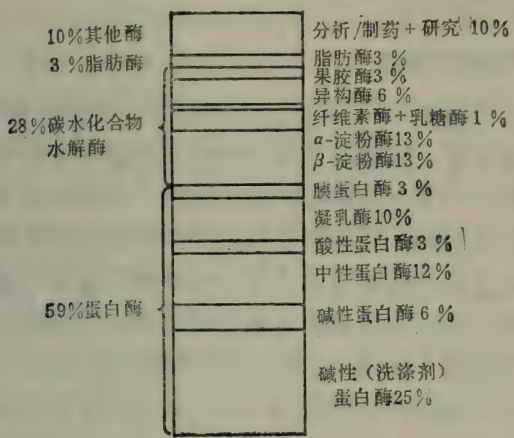 10%其他酶
3%脂肪酶
28%碳水化合物
水解酶
59%蛋白酶
分析/制药+研究10%
脂肪酶3%
果胶酶3%
异构酶6%
纤维素酶+乳糖酶1%
α-淀粉酶13%
β-淀粉酶13%
胰蛋白酶3%
凝乳酶10%
酸性蛋白酶3%
中性蛋白酶12%
碱性蛋白酶6%
碱性(洗涤剂)
蛋白酶25%